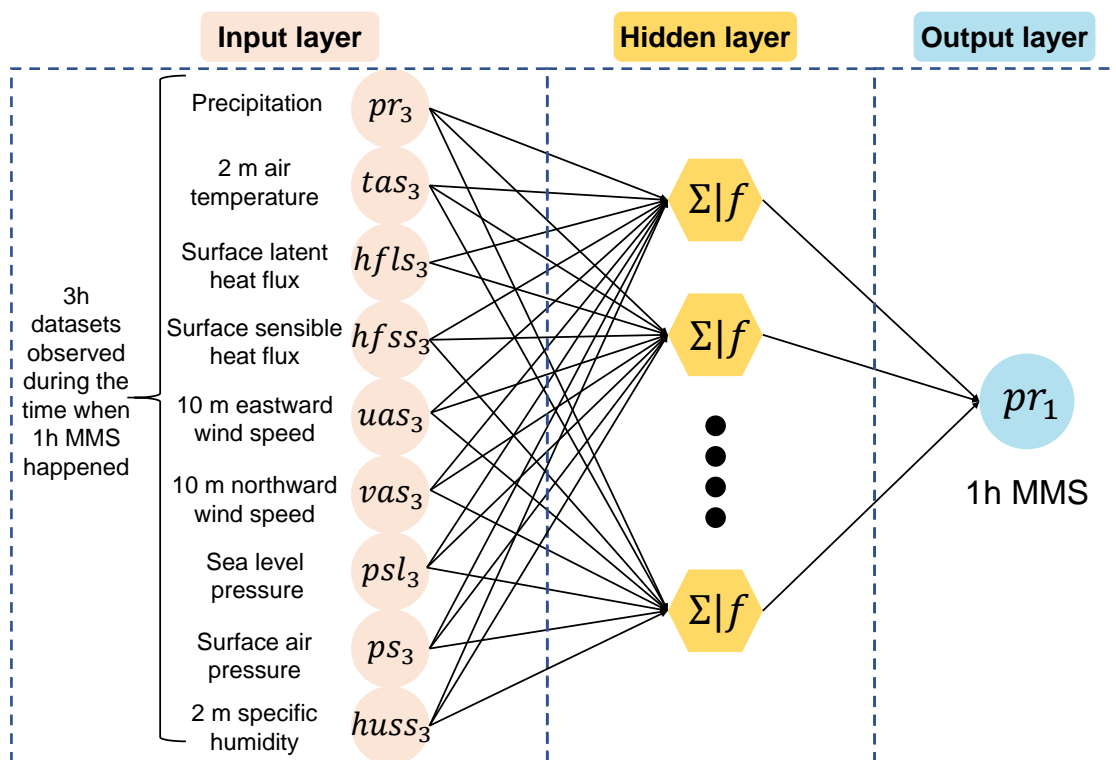 Input layer
Hidden layer
Output layer
3h
datasets
observed
during the
time when
1h MMS
happened
Precipitation
pr₃
2 m air
temperature
tas₃
Surface latent
heat flux
hfls₃
Surface sensible
heat flux
hfss₃
10 m eastward
wind speed
uas₃
10 m northward
wind speed
vas₃
Sea level
pressure
psl₃
Surface air
pressure
ps₃
2 m specific
humidity
huss₃
Σ|f
Σ|f
Σ|f
pr₁
1h MMS